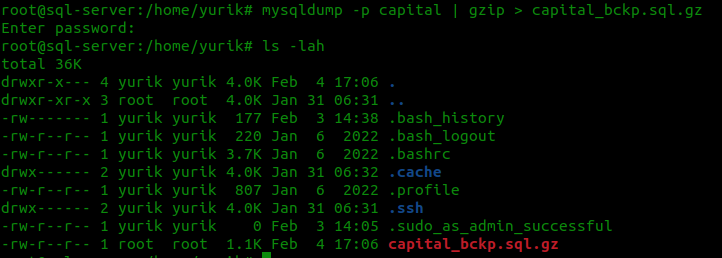 root@sql-server:/home/yurik# mysqldump -p capital | gzip > capital_bckp.sql.gz
Enter password:
root@sql-server:/home/yurik# ls -lah
total 36K
drwxr-x--- 4 yurik yurik 4.0K Feb  4 17:06 .
drwxr-xr-x 3 root  root  4.0K Jan 31 06:31 ..
-rw------- 1 yurik yurik  177 Feb  3 14:38 .bash_history
-rw-r--r-- 1 yurik yurik  220 Jan  6  2022 .bash_logout
-rw-r--r-- 1 yurik yurik 3.7K Jan  6  2022 .bashrc
drwx------ 2 yurik yurik 4.0K Jan 31 06:32 .cache
-rw-r--r-- 1 yurik yurik  807 Jan  6  2022 .profile
drwx------ 2 yurik yurik 4.0K Jan 31 06:31 .ssh
-rw-r--r-- 1 yurik yurik    0 Feb  3 14:05 .sudo_as_admin_successful
-rw-r--r-- 1 root  root  1.1K Feb  4 17:06 capital_bckp.sql.gz